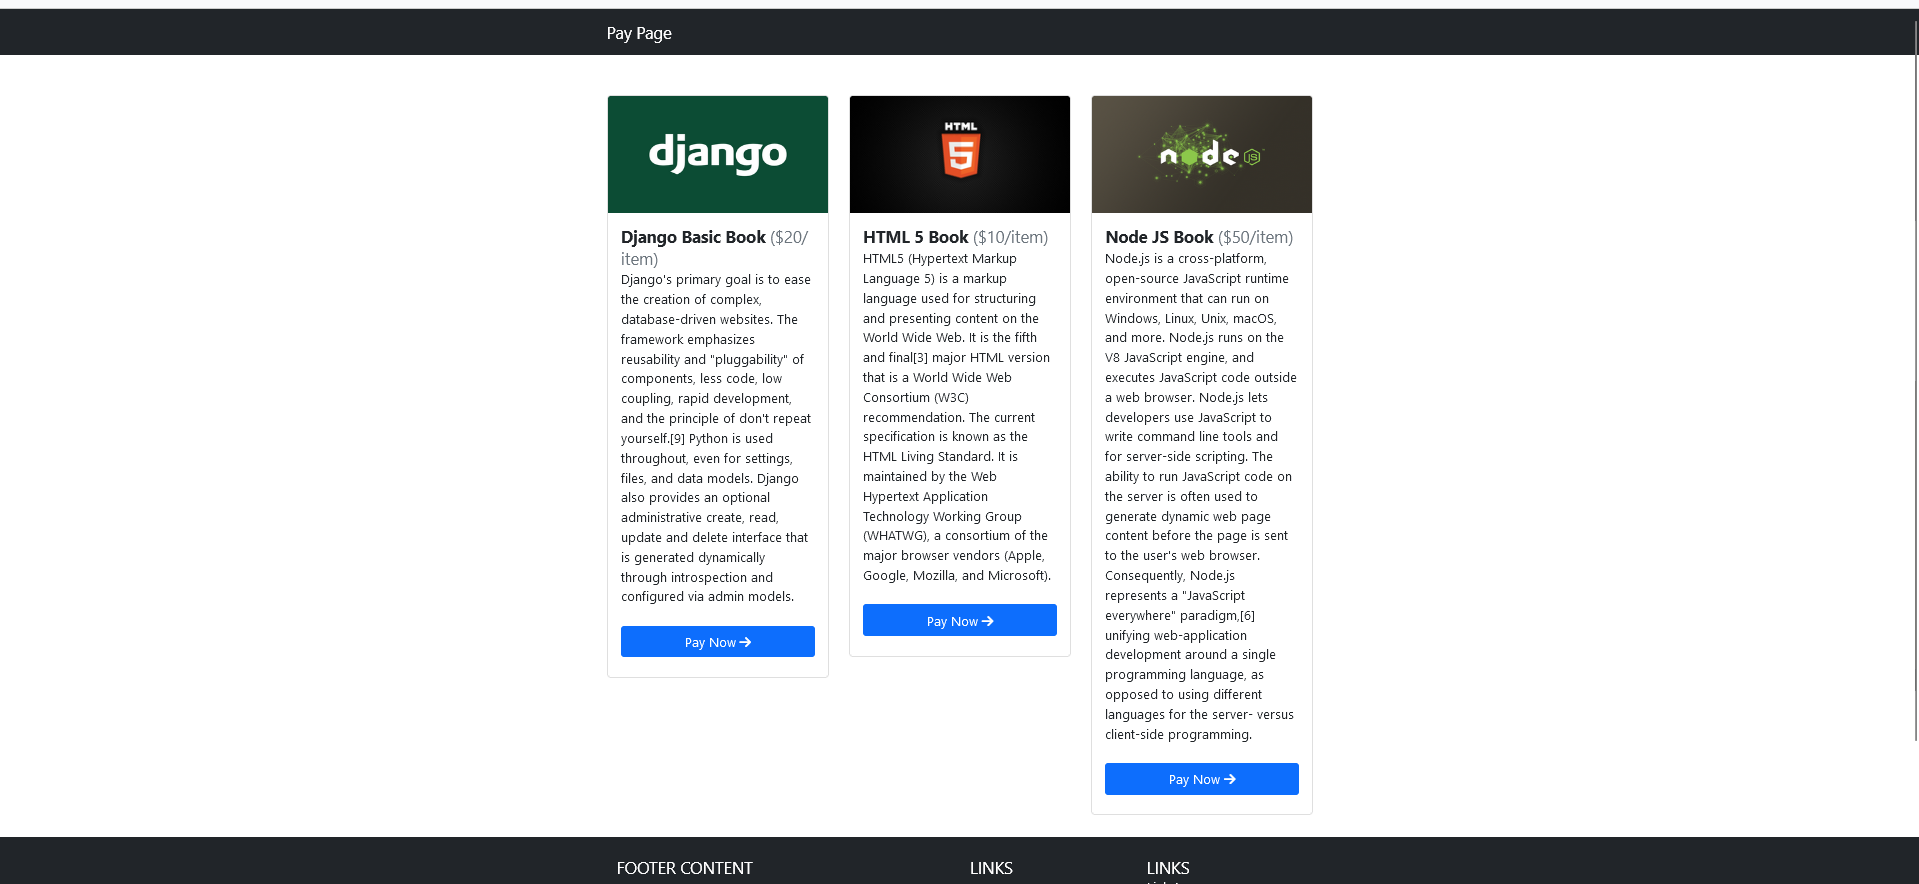 Pay Page
django
Django Basic Book ($20/
item)
Django's primary goal is to ease
the creation of complex,
database-driven websites. The
framework emphasizes
reusability and "pluggability" of
components, less code, low
coupling, rapid development,
and the principle of don't repeat
yourself.[9] Python is used
throughout, even for settings,
files, and data models. Django
also provides an optional
administrative create, read,
update and delete interface that
is generated dynamically
through introspection and
configured via admin models.
Pay Now
HTML
5
HTML 5 Book ($10/item)
HTML5 (Hypertext Markup
Language 5) is a markup
language used for structuring
and presenting content on the
World Wide Web. It is the fifth
and final[3] major HTML version
that is a World Wide Web
Consortium (W3C)
recommendation. The current
specification is known as the
HTML Living Standard. It is
maintained by the Web
Hypertext Application
Technology Working Group
(WHATWG), a consortium of the
major browser vendors (Apple,
Google, Mozilla, and Microsoft).
Pay Now
node JS
Node JS Book ($50/item)
Node.js is a cross-platform,
open-source JavaScript runtime
environment that can run on
Windows, Linux, Unix, macOS,
and more. Node.js runs on the
V8 JavaScript engine, and
executes JavaScript code outside
a web browser. Node.js lets
developers use JavaScript to
write command line tools and
for server-side scripting. The
ability to run JavaScript code on
the server is often used to
generate dynamic web page
content before the page is sent
to the user's web browser.
Consequently, Node.js
represents a "JavaScript
everywhere" paradigm,[6]
unifying web-application
development around a single
programming language, as
opposed to using different
languages for the server- versus
client-side programming.
Pay Now
FOOTER CONTENT
LINKS
LINKS